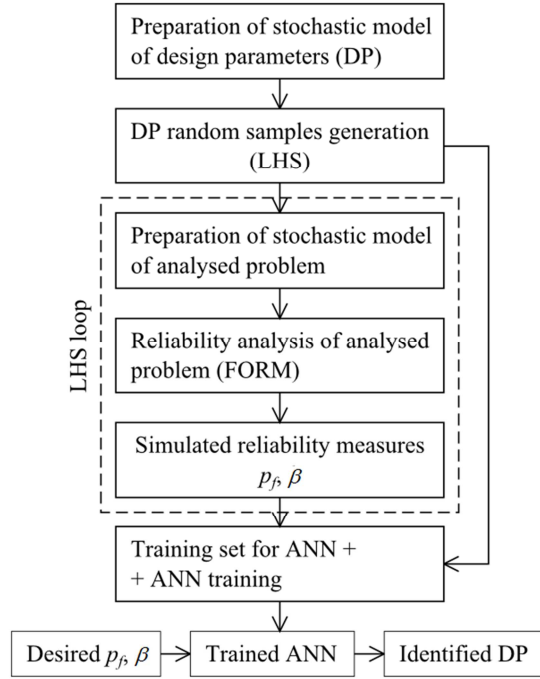 Preparation of stochastic model
of design parameters (DP)
DP random samples generation
(LHS)
LHS loop
Preparation of stochastic model
of analysed problem
Reliability analysis of analysed
problem (FORM)
Simulated reliability measures
pf, β
Training set for ANN +
+ ANN training
Desired pf, β
Trained ANN
Identified DP